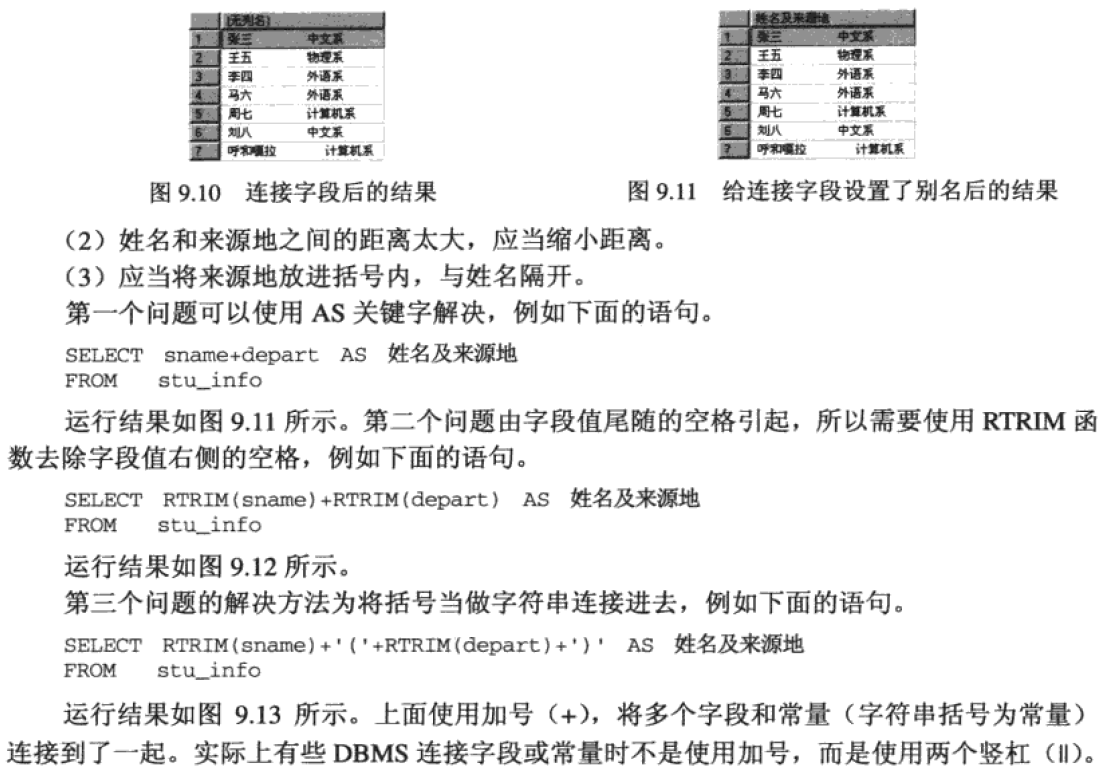 (无列名)
1 张三 中文系
2 王五 物理系
3 李四 外语系
4 马六 外语系
5 周七 计算机系
6 刘八 中文系
7 呼和嘎拉 计算机系
图 9.10 连接字段后的结果
姓名及来源地
1 张三 中文系
2 王五 物理系
3 李四 外语系
4 马六 外语系
5 周七 计算机系
6 刘八 中文系
7 呼和嘎拉 计算机系
图 9.11 给连接字段设置了别名后的结果
（2）姓名和来源地之间的距离太大，应当缩小距离。
（3）应当将来源地放进括号内，与姓名隔开。
第一个问题可以使用 AS 关键字解决，例如下面的语句。
SELECT sname+depart AS 姓名及来源地
FROM stu_info
运行结果如图 9.11 所示。第二个问题由字段值尾随的空格引起，所以需要使用 RTRIM 函
数去除字段值右侧的空格，例如下面的语句。
SELECT RTRIM(sname)+RTRIM(depart) AS 姓名及来源地
FROM stu_info
运行结果如图 9.12 所示。
第三个问题的解决方法为将括号当做字符串连接进去，例如下面的语句。
SELECT RTRIM(sname)+'('+RTRIM(depart)+')' AS 姓名及来源地
FROM stu_info
运行结果如图 9.13 所示。上面使用加号（+），将多个字段和常量（字符串括号为常量）
连接到了一起。实际上有些 DBMS 连接字段或常量时不是使用加号，而是使用两个竖杠（||）。